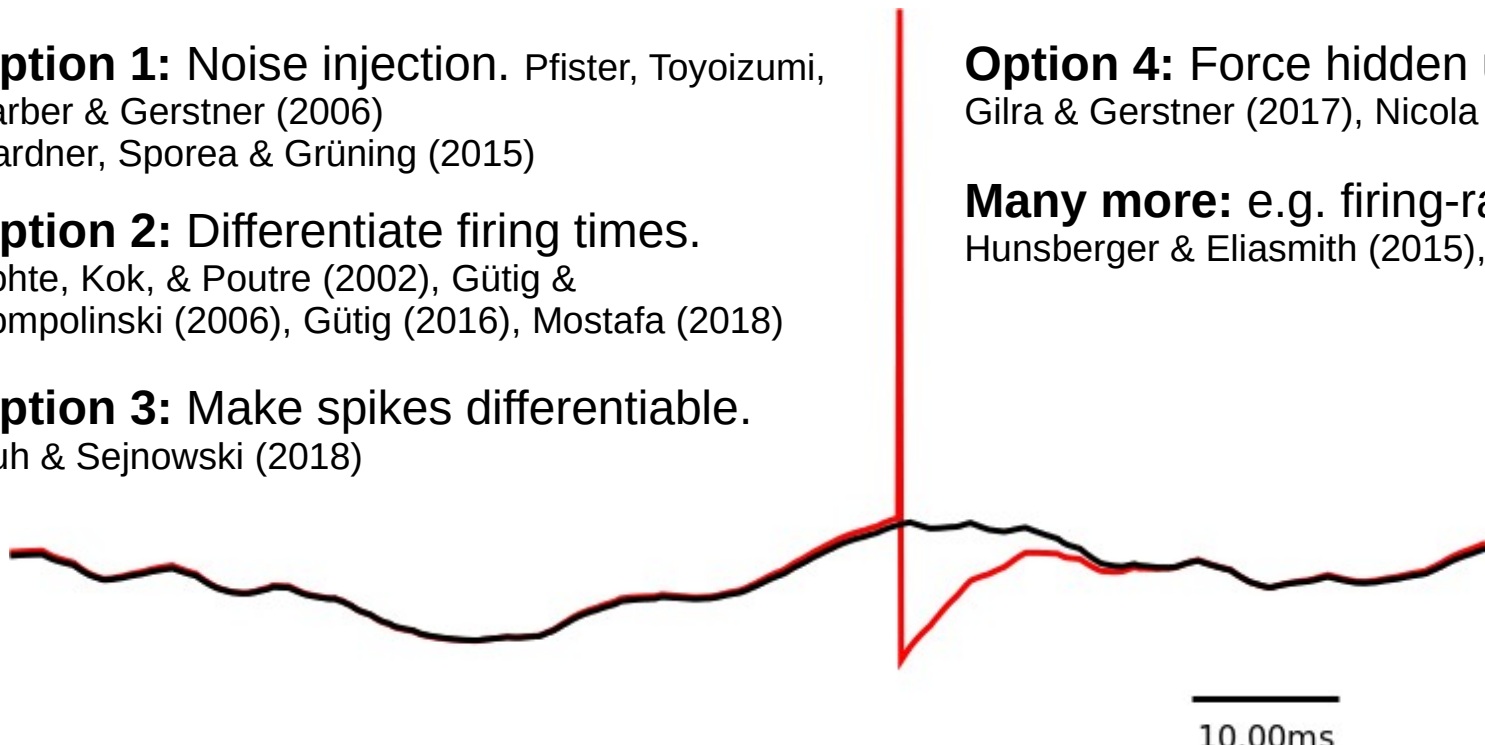 ption 1: Noise injection. Pfister, Toyoizumi,
arber & Gerstner (2006)
ardner, Sporea & Grüning (2015)
ption 2: Differentiate firing times.
ohte, Kok, & Poutre (2002), Gütig &
ompolinski (2006), Gütig (2016), Mostafa (2018)
ption 3: Make spikes differentiable.
uh & Sejnowski (2018)
Option 4: Force hidden
Gilra & Gerstner (2017), Nicola
Many more: e.g. firing-ra
Hunsberger & Eliasmith (2015),
10.00ms